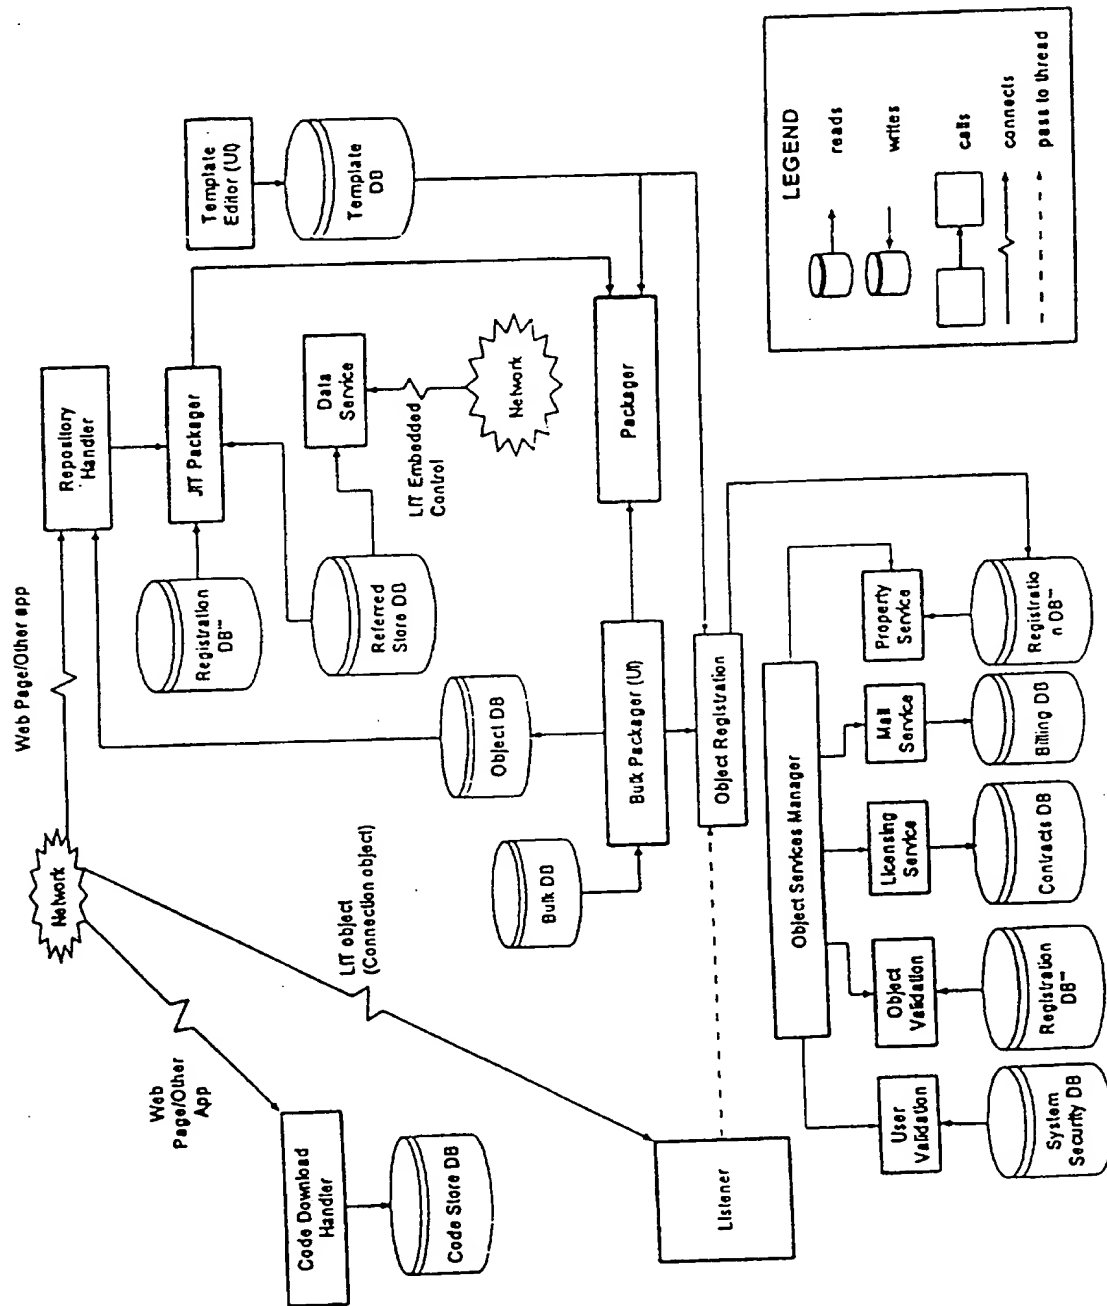 Template
Editor (UI)
Template
DB
Repository
Handler
JIT Packager
Registration
DB
Data
Service
Referred
Store DB
LIT Embedded
Control
Network
Packager
Web Page/Other app
Network
Object DB
Bulk Packager (UI)
Bulk DB
Object Registration
LIT object
(Connection object)
Web
Page/Other
App
Code Download
Handler
Code Store DB
Listener
Object Services Manager
Property
Service
Registratio
n DB
Mail
Service
Billing DB
Licensing
Service
Contracts DB
Object
Validation
Registration
DB
User
Validation
System
Security DB
LEGEND
reads
writes
calls
connects
pass to thread